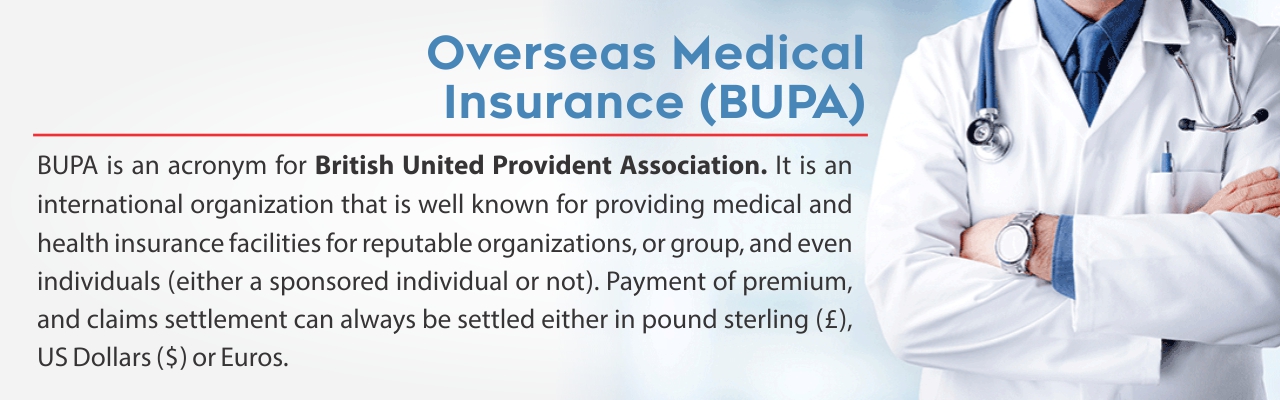 Overseas Medical
Insurance (BUPA)
BUPA is an acronym for British United Provident Association. It is an
international organization that is well known for providing medical and
health insurance facilities for reputable organizations, or group, and even
individuals (either a sponsored individual or not). Payment of premium,
and claims settlement can always be settled either in pound sterling (£),
US Dollars ($) or Euros.